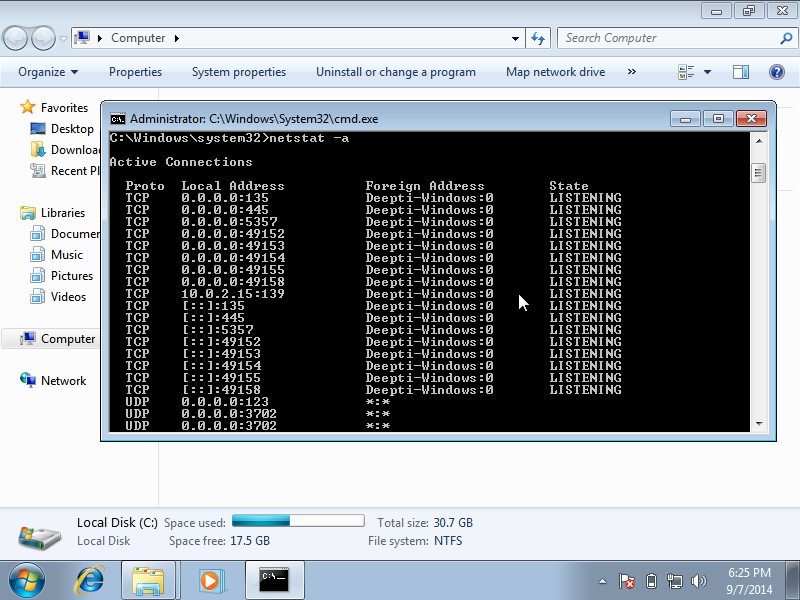 Computer
Search Computer
Organize
Properties
System properties
Uninstall or change a program
Map network drive
»
Favorites
Desktop
Downloa
Recent Pl
Libraries
Documer
Music
Pictures
Videos
Computer
Network
Administrator: C:\Windows\System32\cmd.exe
C:\Windows\system32>netstat -a
Active Connections
Proto Local Address Foreign Address State
TCP 0.0.0.0:135 Deepti-Windows:0 LISTENING
TCP 0.0.0.0:445 Deepti-Windows:0 LISTENING
TCP 0.0.0.0:5357 Deepti-Windows:0 LISTENING
TCP 0.0.0.0:49152 Deepti-Windows:0 LISTENING
TCP 0.0.0.0:49153 Deepti-Windows:0 LISTENING
TCP 0.0.0.0:49154 Deepti-Windows:0 LISTENING
TCP 0.0.0.0:49155 Deepti-Windows:0 LISTENING
TCP 0.0.0.0:49158 Deepti-Windows:0 LISTENING
TCP 10.0.2.15:139 Deepti-Windows:0 LISTENING
TCP [::]:135 Deepti-Windows:0 LISTENING
TCP [::]:445 Deepti-Windows:0 LISTENING
TCP [::]:5357 Deepti-Windows:0 LISTENING
TCP [::]:49152 Deepti-Windows:0 LISTENING
TCP [::]:49153 Deepti-Windows:0 LISTENING
TCP [::]:49154 Deepti-Windows:0 LISTENING
TCP [::]:49155 Deepti-Windows:0 LISTENING
TCP [::]:49158 Deepti-Windows:0 LISTENING
UDP 0.0.0.0:123 *:*
UDP 0.0.0.0:3702 *:*
UDP 0.0.0.0:3702 *:*
Local Disk (C:) Space used: Total size: 30.7 GB
Local Disk Space free: 17.5 GB File system: NTFS
C:\_
6:25 PM
9/7/2014